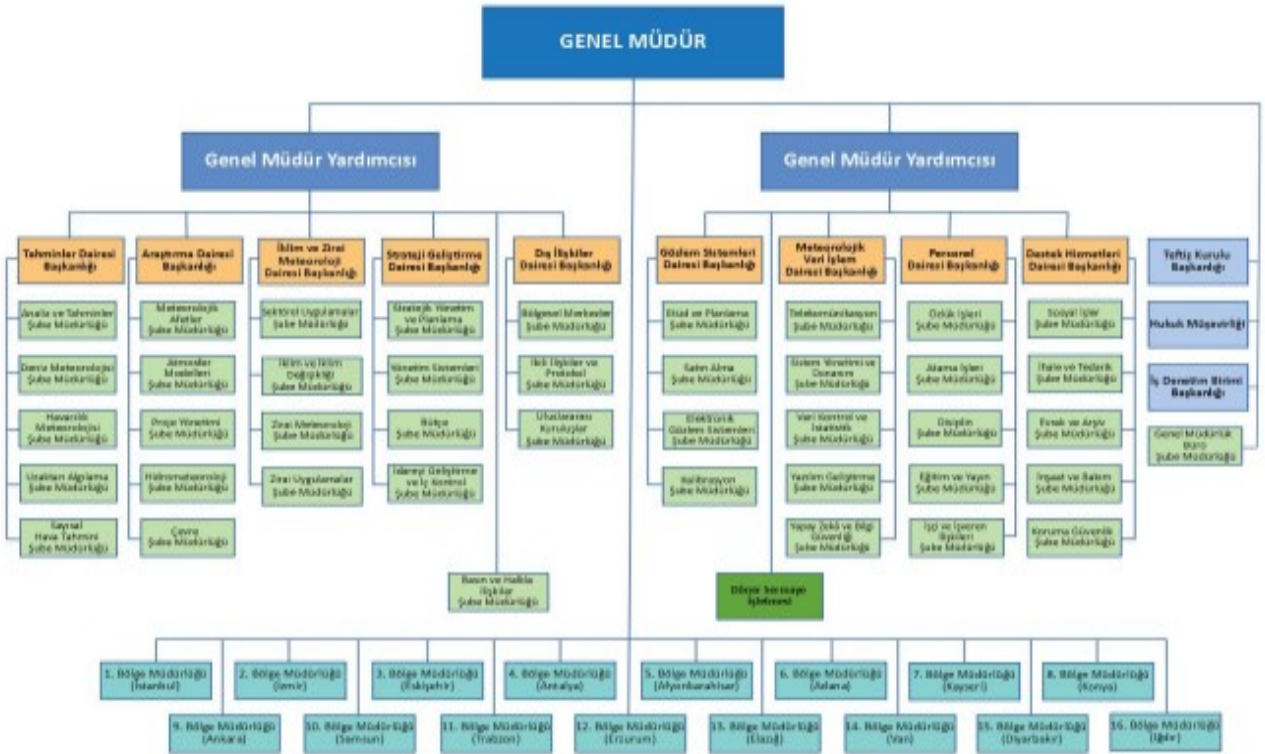 GENEL MÜDÜR
Genel Müdür Yardımcısı
Genel Müdür Yardımcısı
Tahminler Dairesi
Başkanlığı
Analiz ve Tahminler
Şube Müdürlüğü
Deniz Meteorolojisi
Şube Müdürlüğü
Havacılık
Meteorolojisi
Şube Müdürlüğü
Uzaktan Algılama
Şube Müdürlüğü
Sayısal
Hava Tahmini
Şube Müdürlüğü
Araştırma Dairesi
Başkanlığı
Meteorolojik
Afetler
Şube Müdürlüğü
Atmosfer
Modelleri
Şube Müdürlüğü
Proje Yönetimi
Şube Müdürlüğü
Hidrometeoroloji
Şube Müdürlüğü
Çevre
Şube Müdürlüğü
İklim ve Zirai
Meteoroloji
Dairesi Başkanlığı
Sektörel Uygulamalar
Şube Müdürlüğü
İklim ve İklim
Değişikliği
Şube Müdürlüğü
Zirai Meteoroloji
Şube Müdürlüğü
Zirai Uygulamalar
Şube Müdürlüğü
Strateji Geliştirme
Dairesi Başkanlığı
Stratejik Yönetim
ve Planlama
Şube Müdürlüğü
Yönetim Sistemleri
Şube Müdürlüğü
Bütçe
Şube Müdürlüğü
İdareyi Geliştirme
ve İç Kontrol
Şube Müdürlüğü
Dış İlişkiler
Dairesi Başkanlığı
Bölgesel Merkezler
Şube Müdürlüğü
İkili İlişkiler ve
Protokol
Şube Müdürlüğü
Uluslararası
Kuruluşlar
Şube Müdürlüğü
Basın ve Halkla
İlişkiler
Şube Müdürlüğü
Gözlem Sistemleri
Dairesi Başkanlığı
Etüd ve Planlama
Şube Müdürlüğü
Satın Alma
Şube Müdürlüğü
Elektronik
Gözlem Sistemleri
Şube Müdürlüğü
Kalibrasyon
Şube Müdürlüğü
Döner Sermaye
İşletmesi
Meteorolojik
Veri İşlem
Dairesi Başkanlığı
Telekomünikasyon
Şube Müdürlüğü
Sistem Yönetimi ve
Donanım
Şube Müdürlüğü
Veri Kontrol ve
İstatistik
Şube Müdürlüğü
Yazılım Geliştirme
Şube Müdürlüğü
Yapay Zekâ ve Bilgi
Güvenliği
Şube Müdürlüğü
Personel
Dairesi Başkanlığı
Özlük İşleri
Şube Müdürlüğü
Atama İşleri
Şube Müdürlüğü
Disiplin
Şube Müdürlüğü
Eğitim ve Yayın
Şube Müdürlüğü
İşçi ve İşveren
İlişkileri
Şube Müdürlüğü
Destek Hizmetleri
Dairesi Başkanlığı
Sosyal İşler
Şube Müdürlüğü
İhale ve Tedarik
Şube Müdürlüğü
Evrak ve Arşiv
Şube Müdürlüğü
İnşaat ve Bakım
Şube Müdürlüğü
Koruma Güvenlik
Şube Müdürlüğü
Teftiş Kurulu
Başkanlığı
Hukuk Müşavirliği
İç Denetim Birimi
Başkanlığı
Genel Müdürlük
Büro
Şube Müdürlüğü
1. Bölge Müdürlüğü
(İstanbul)
2. Bölge Müdürlüğü
(İzmir)
3. Bölge Müdürlüğü
(Eskişehir)
4. Bölge Müdürlüğü
(Antalya)
5. Bölge Müdürlüğü
(Afyonkarahisar)
6. Bölge Müdürlüğü
(Adana)
7. Bölge Müdürlüğü
(Kayseri)
8. Bölge Müdürlüğü
(Konya)
9. Bölge Müdürlüğü
(Ankara)
10. Bölge Müdürlüğü
(Samsun)
11. Bölge Müdürlüğü
(Trabzon)
12. Bölge Müdürlüğü
(Erzurum)
13. Bölge Müdürlüğü
(Elazığ)
14. Bölge Müdürlüğü
(Van)
15. Bölge Müdürlüğü
(Diyarbakır)
16. Bölge Müdürlüğü
(Iğdır)